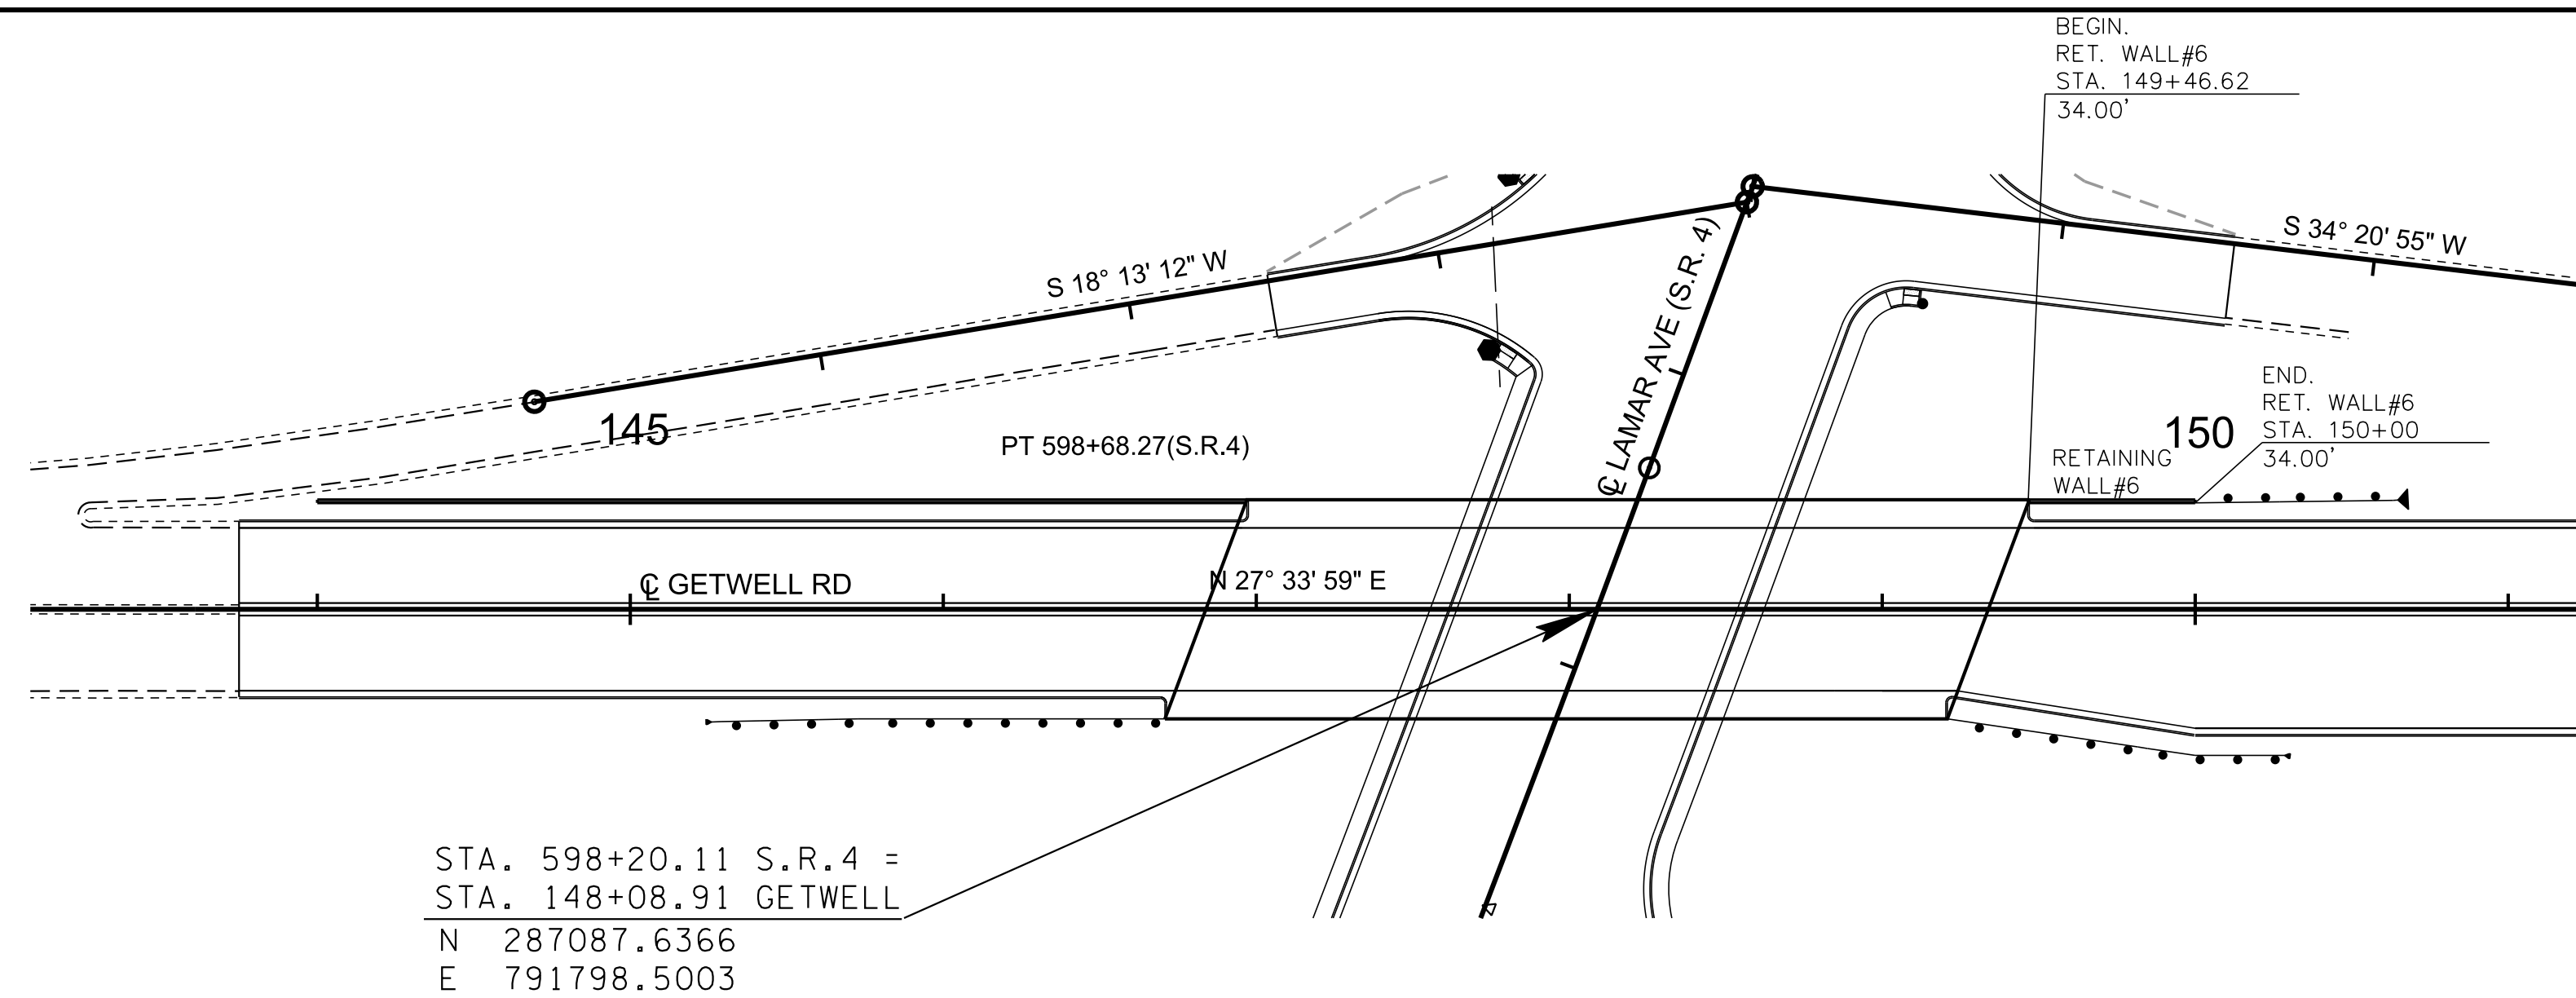 BEGIN.
RET. WALL#6
STA. 149+46.62
34.00'
S 18° 13' 12" W
S 34° 20' 55" W
℄ LAMAR AVE (S.R. 4)
145
PT 598+68.27(S.R.4)
150
END.
RET. WALL#6
STA. 150+00
34.00'
RETAINING
WALL#6
℄ GETWELL RD
N 27° 33' 59" E
STA. 598+20.11 S.R.4 =
STA. 148+08.91 GETWELL
N 287087.6366
E 791798.5003